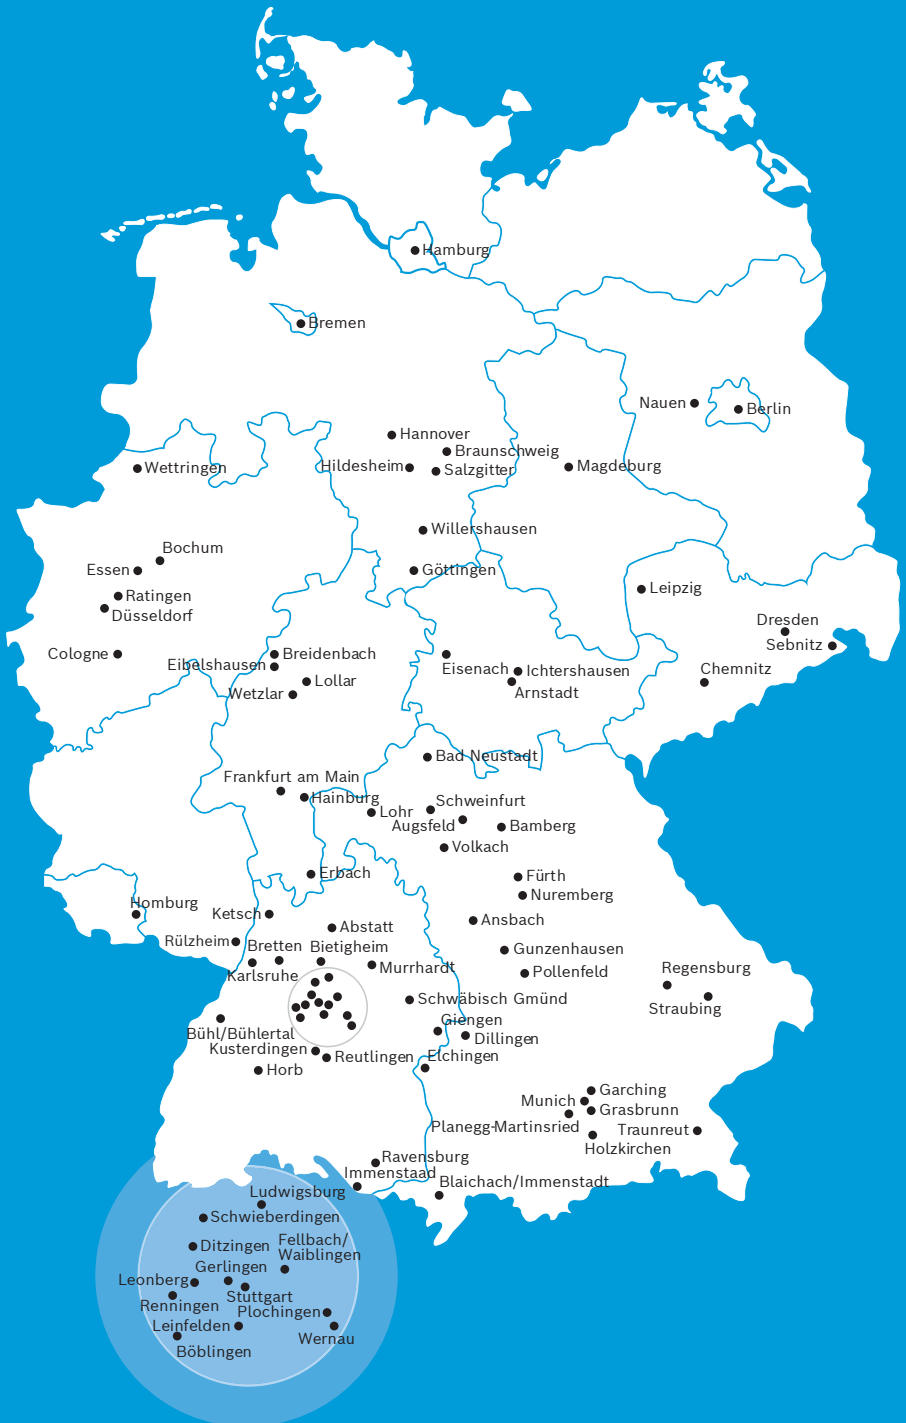 Hamburg
Bremen
Nauen
Berlin
Hannover
Braunschweig
Hildesheim
Salzgitter
Magdeburg
Wettringen
Willershausen
Bochum
Essen
Göttingen
Leipzig
Ratingen
Düsseldorf
Dresden
Sebnitz
Cologne
Breidenbach
Eibelshausen
Eisenach
Ichtershausen
Chemnitz
Lollar
Wetzlar
Arnstadt
Bad Neustadt
Frankfurt am Main
Hainburg
Schweinfurt
Lohr
Augsfeld
Bamberg
Volkach
Erbach
Fürth
Nuremberg
Homburg
Ketsch
Ansbach
Abstatt
Rülzheim
Bretten
Bietigheim
Gunzenhausen
Karlsruhe
Murrhardt
Pollenfeld
Regensburg
Schwäbisch Gmünd
Straubing
Giengen
Bühl/Bühlertal
Dillingen
Kusterdingen
Reutlingen
Elchingen
Horb
Garching
Munich
Grasbrunn
Planegg-Martinsried
Traunreut
Holzkirchen
Ravensburg
Immenstaad
Blaichach/Immenstadt
Ludwigsburg
Schwieberdingen
Ditzingen
Fellbach/
Waiblingen
Gerlingen
Leonberg
Stuttgart
Renningen
Plochingen
Leinfelden
Wernau
Böblingen